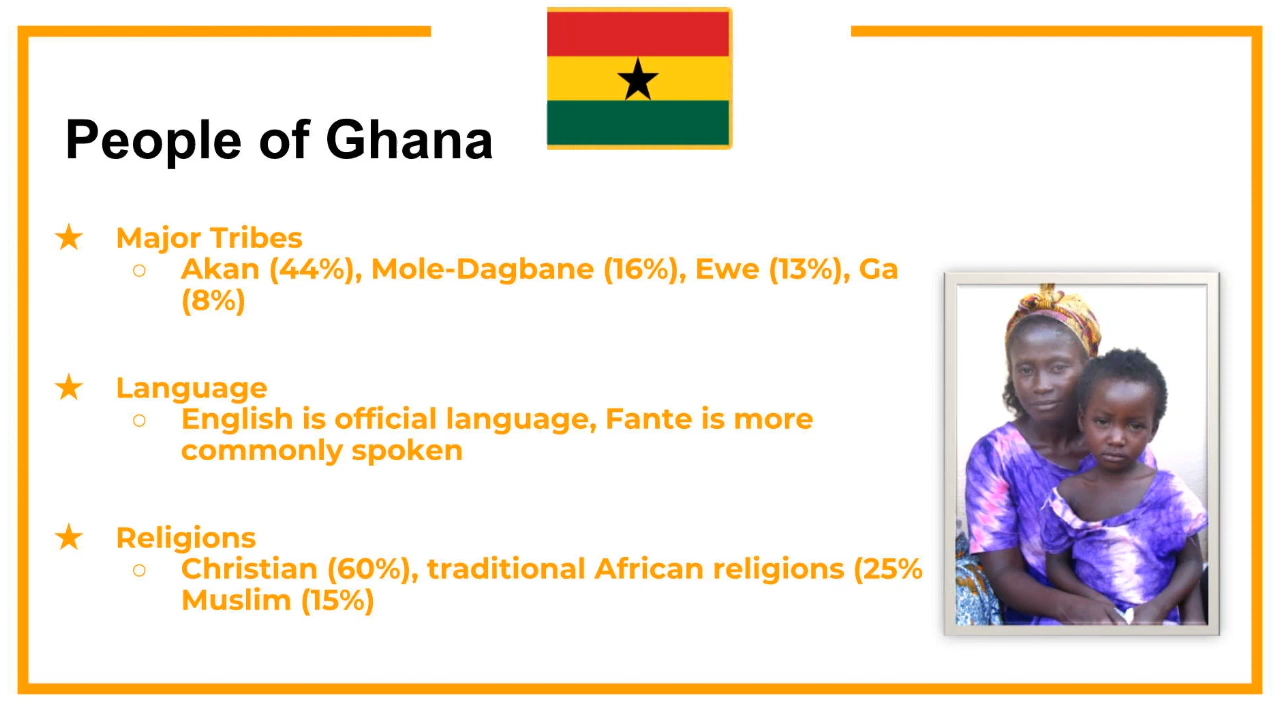 People of Ghana
★ Major Tribes
○ Akan (44%), Mole-Dagbane (16%), Ewe (13%), Ga
(8%)
★ Language
○ English is official language, Fante is more
commonly spoken
★ Religions
○ Christian (60%), traditional African religions (25%
Muslim (15%)